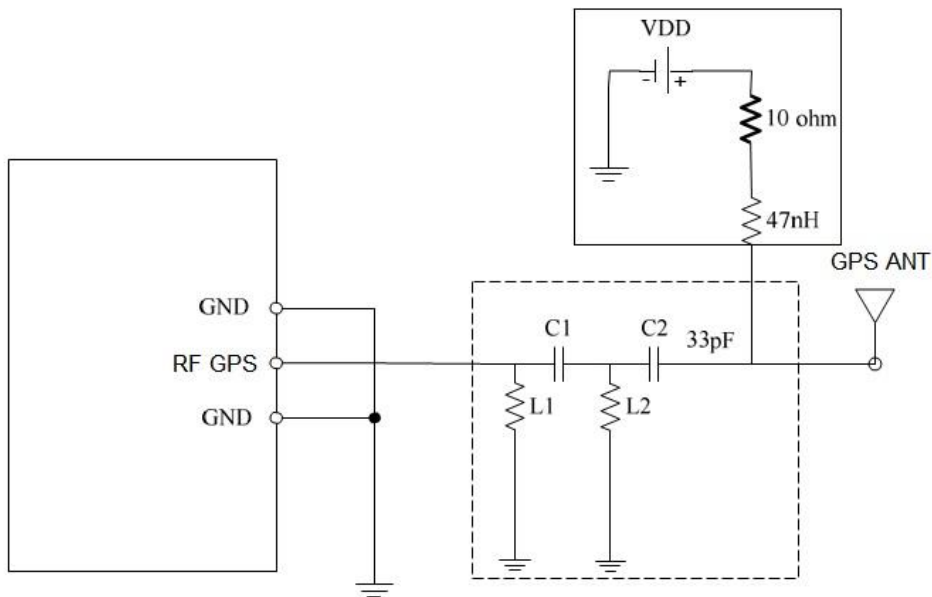 VDD
- +
10 ohm
47nH
GPS ANT
GND
C1 C2 33pF
RF GPS
L1 L2
GND